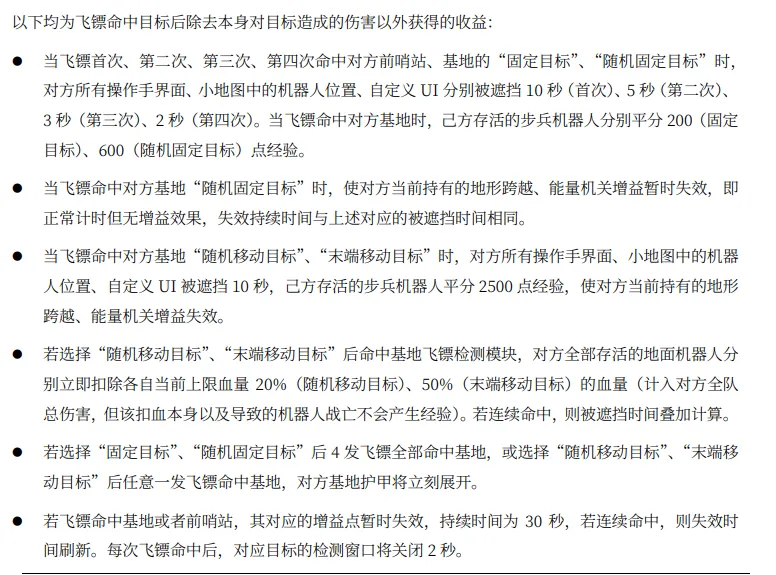 以下均为飞镖命中目标后除去本身对目标造成的伤害以外获得的收益：
● 当飞镖首次、第二次、第三次、第四次命中对方前哨站、基地的“固定目标”、“随机固定目标”时，
对方所有操作手界面、小地图中的机器人位置、自定义 UI 分别被遮挡 10 秒（首次）、5 秒（第二次）、
3 秒（第三次）、2 秒（第四次）。当飞镖命中对方基地时，己方存活的步兵机器人分别平分 200（固定
目标）、600（随机固定目标）点经验。
● 当飞镖命中对方基地“随机固定目标”时，使对方当前持有的地形跨越、能量机关增益暂时失效，即
正常计时但无增益效果，失效持续时间与上述对应的被遮挡时间相同。
● 当飞镖命中对方基地“随机移动目标”、“末端移动目标”时，对方所有操作手界面、小地图中的机器
人位置、自定义 UI 被遮挡 10 秒，己方存活的步兵机器人平分 2500 点经验，使对方当前持有的地形
跨越、能量机关增益失效。
● 若选择“随机移动目标”、“末端移动目标”后命中基地飞镖检测模块，对方全部存活的地面机器人分
别立即扣除各自当前上限血量 20%（随机移动目标）、50%（末端移动目标）的血量（计入对方全队
总伤害，但该扣血本身以及导致的机器人战亡不会产生经验）。若连续命中，则被遮挡时间叠加计算。
● 若选择“固定目标”、“随机固定目标”后 4 发飞镖全部命中基地，或选择“随机移动目标”、“末端移
动目标”后任意一发飞镖命中基地，对方基地护甲将立刻展开。
● 若飞镖命中基地或者前哨站，其对应的增益点暂时失效，持续时间为 30 秒，若连续命中，则失效时
间刷新。每次飞镖命中后，对应目标的检测窗口将关闭 2 秒。